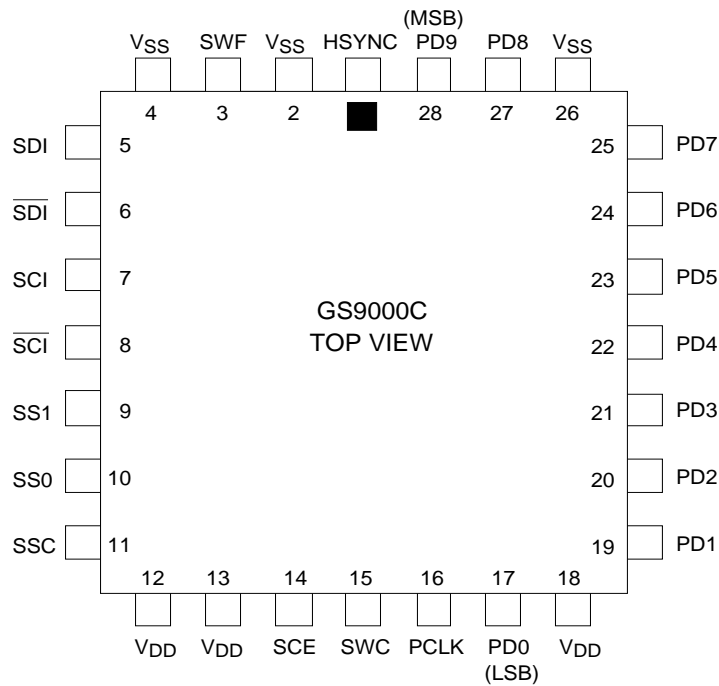 (MSB)
VSS SWF VSS HSYNC PD9 PD8 VSS
4 3 2 28 27 26
SDI 5 25 PD7
S̅D̅I̅ 6 24 PD6
SCI 7 23 PD5
GS9000C
S̅C̅I̅ 8 TOP VIEW 22 PD4
SS1 9 21 PD3
SS0 10 20 PD2
SSC 11 19 PD1
12 13 14 15 16 17 18
VDD VDD SCE SWC PCLK PD0 VDD
(LSB)